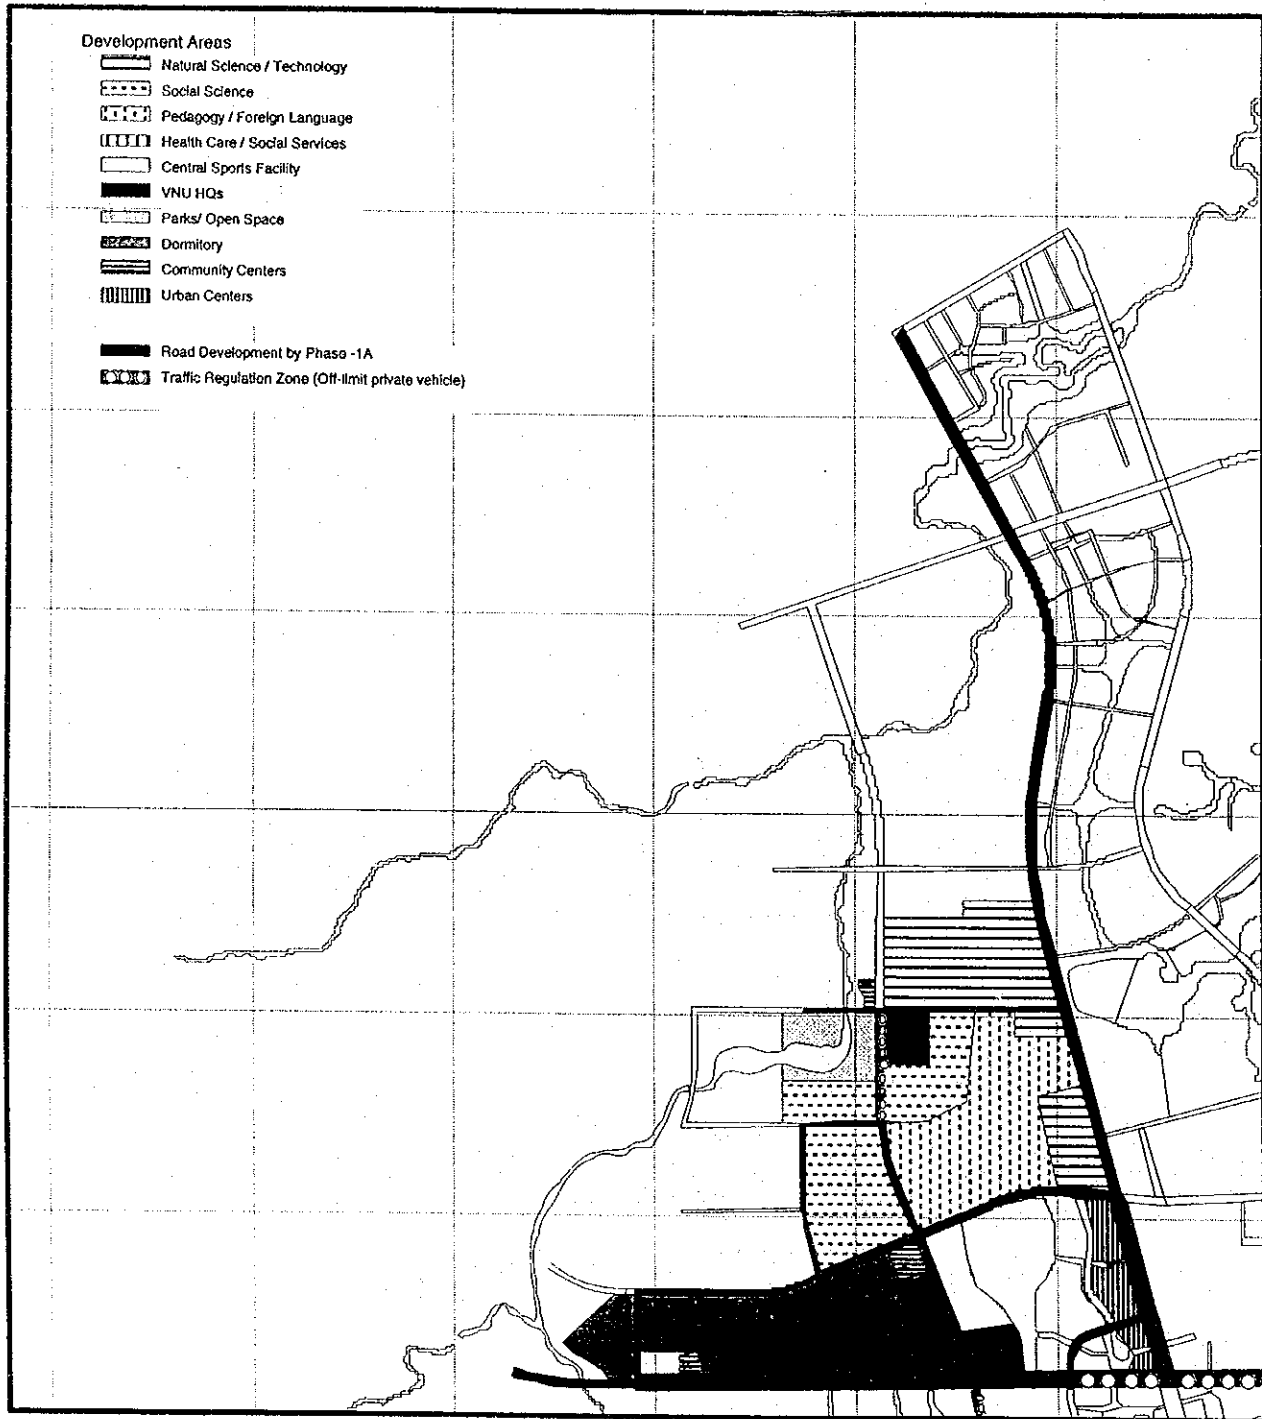 Development Areas
Natural Science / Technology
Social Science
Pedagogy / Foreign Language
Health Care / Social Services
Central Sports Facility
VNU HQs
Parks/ Open Space
Dormitory
Community Centers
Urban Centers
Road Development by Phase -1A
Traffic Regulation Zone (Off-limit private vehicle)